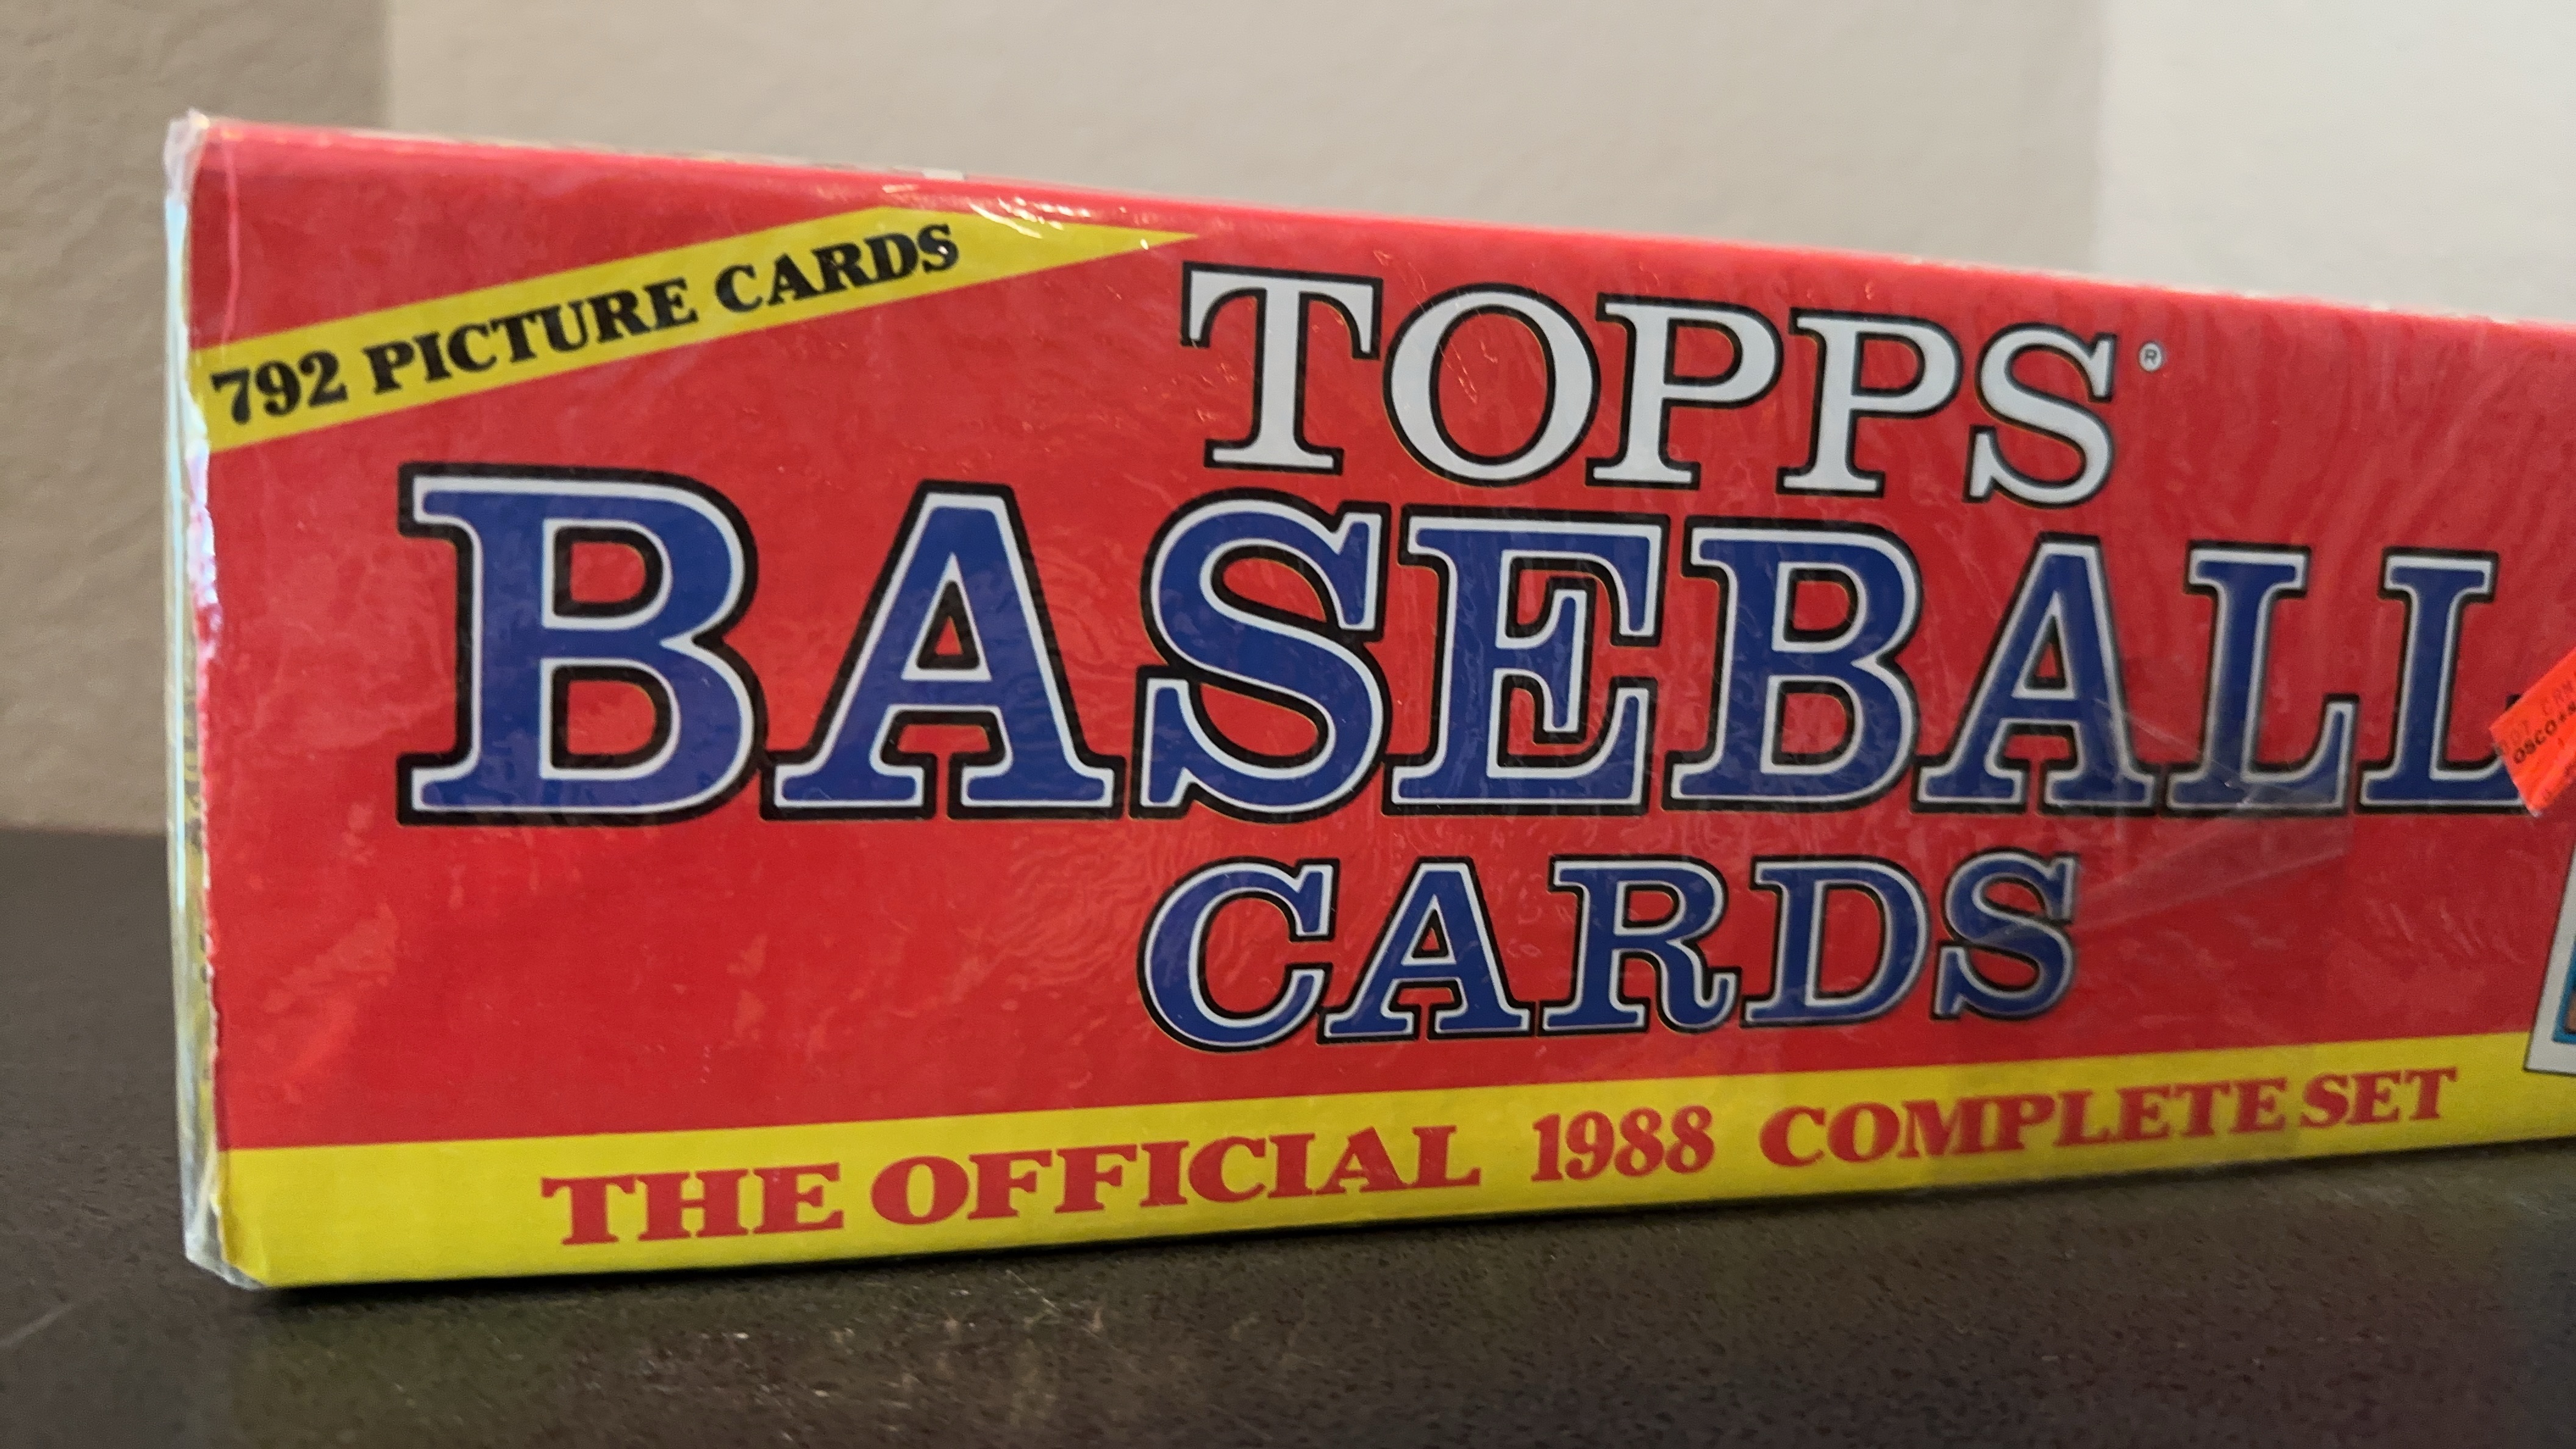 792 PICTURE CARDS
TOPPS®
BASEBALL
CARDS
THE OFFICIAL 1988 COMPLETE SET